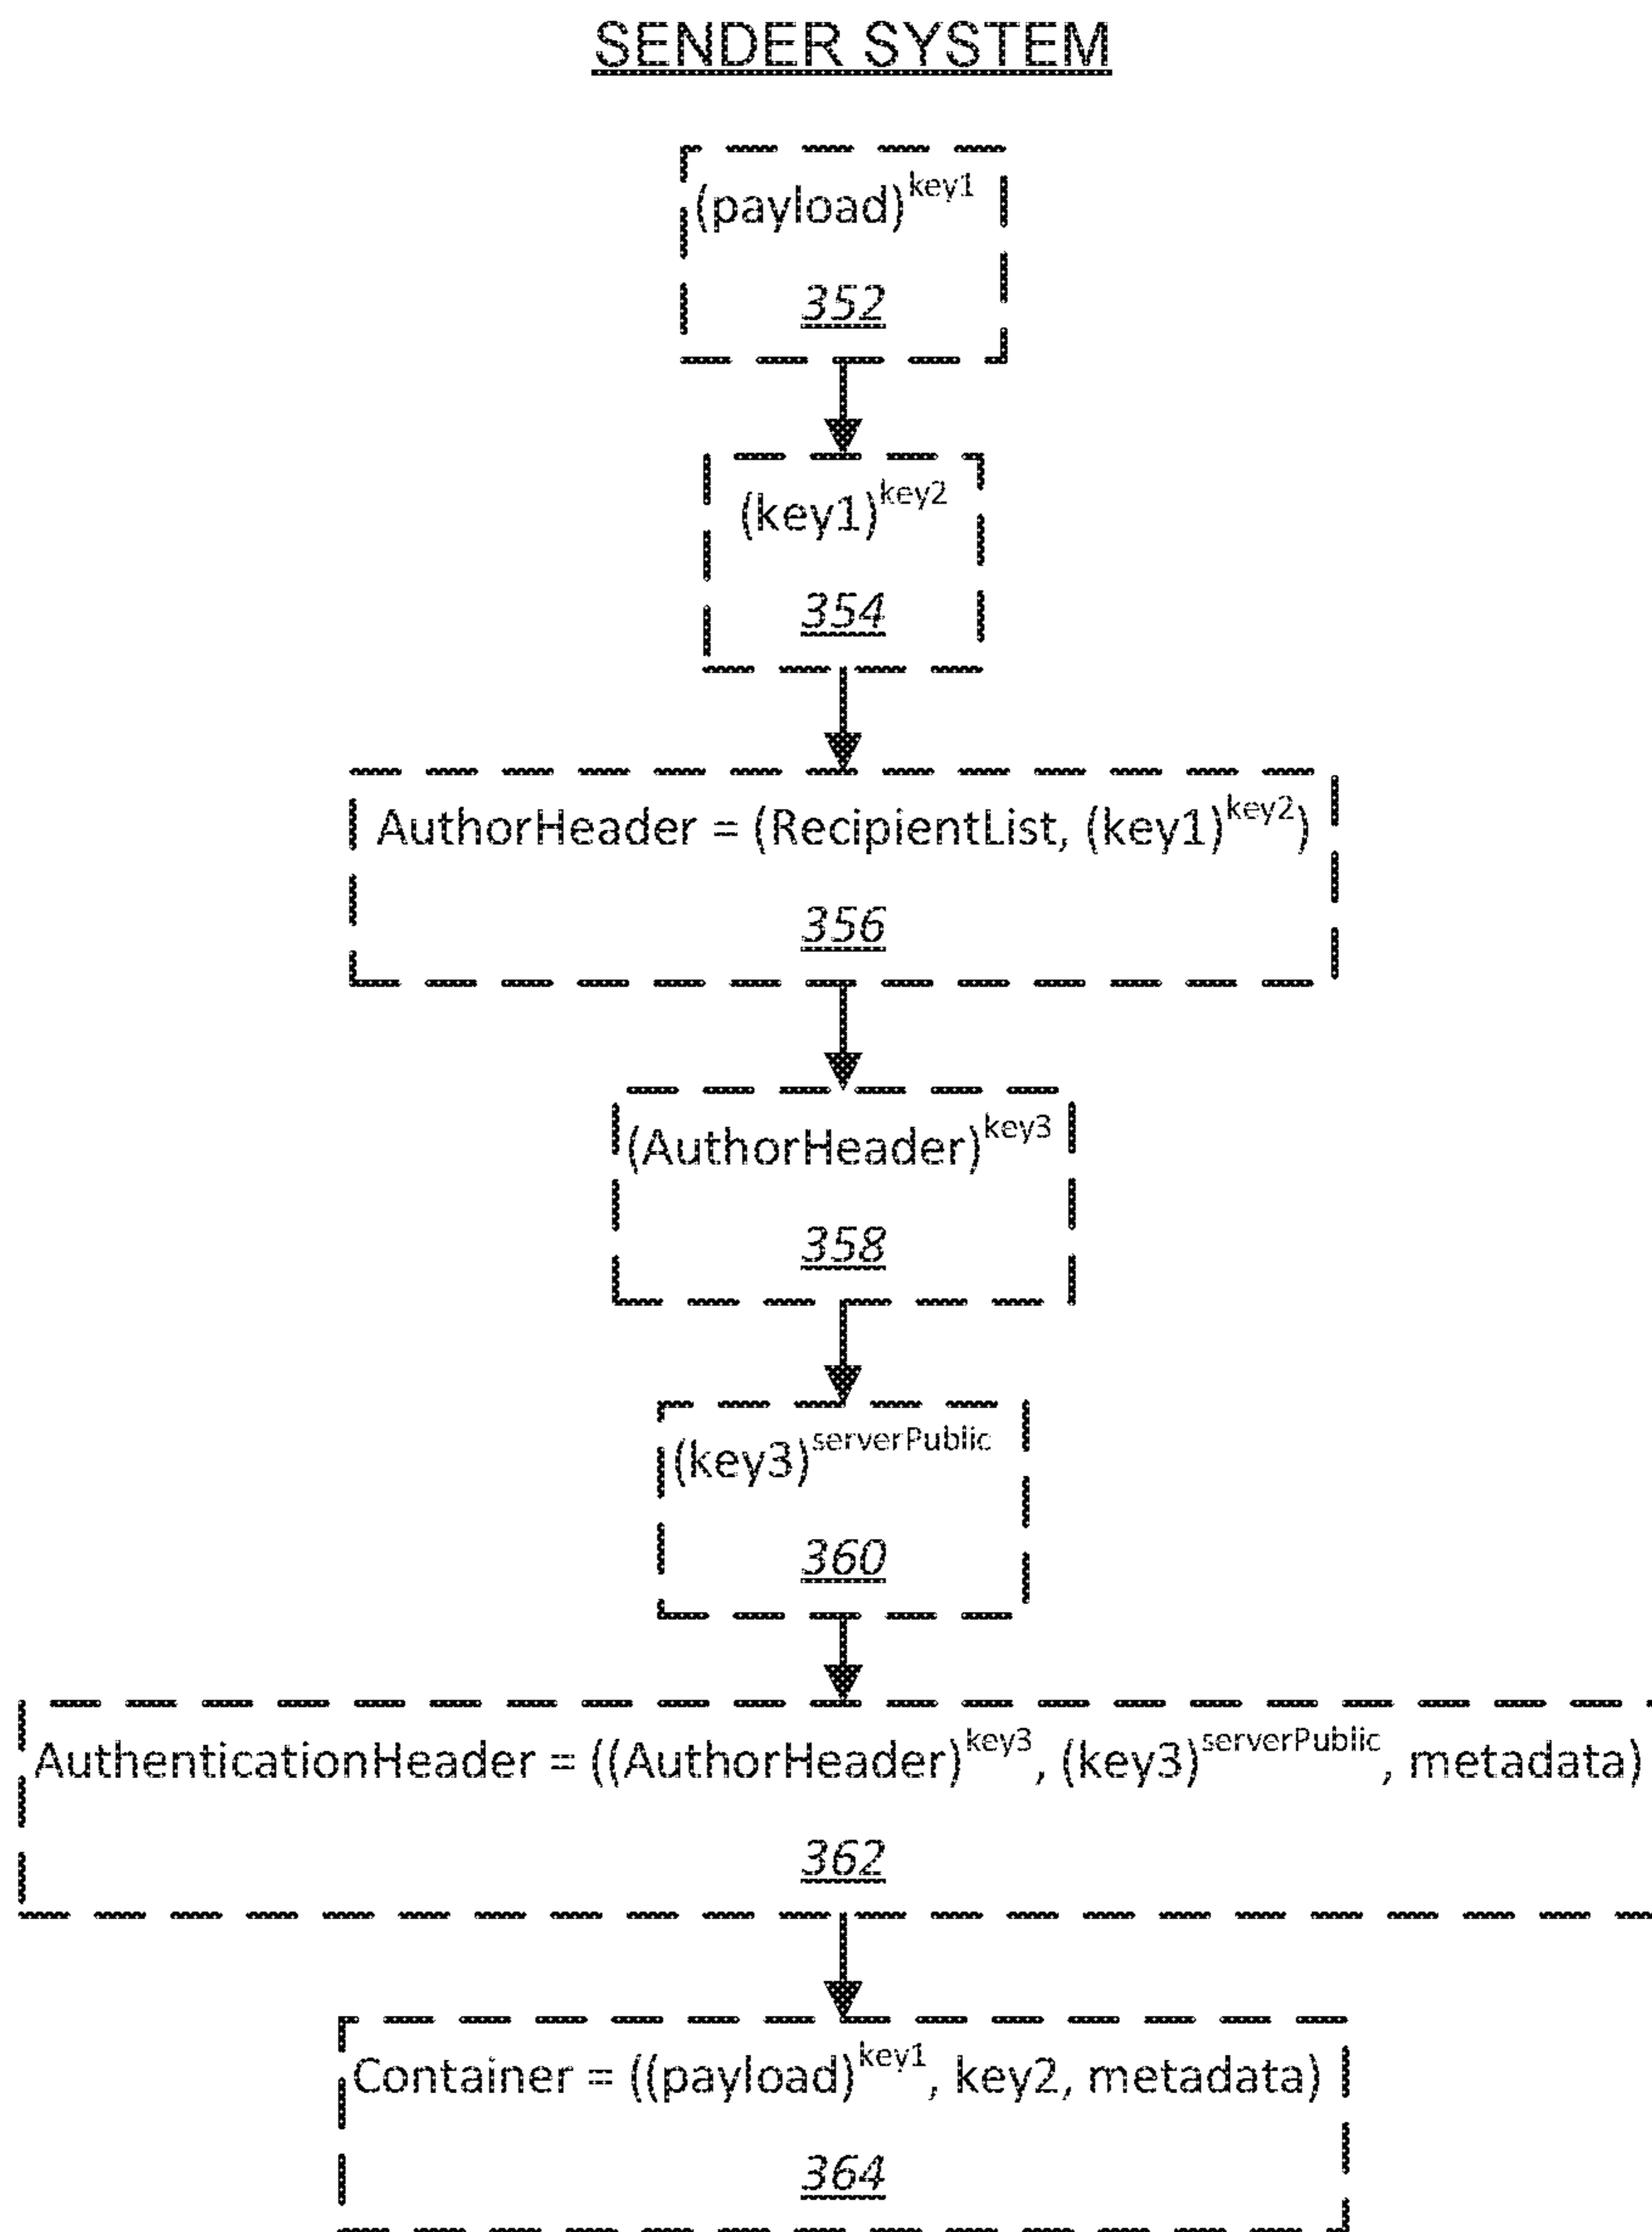 SENDER SYSTEM
(payload)^key1
352
(key1)^key2
354
AuthorHeader = (RecipientList, (key1)^key2)
356
(AuthorHeader)^key3
358
(key3)^serverPublic
360
AuthenticationHeader = ((AuthorHeader)^key3, (key3)^serverPublic, metadata)
362
Container = ((payload)^key1, key2, metadata)
364